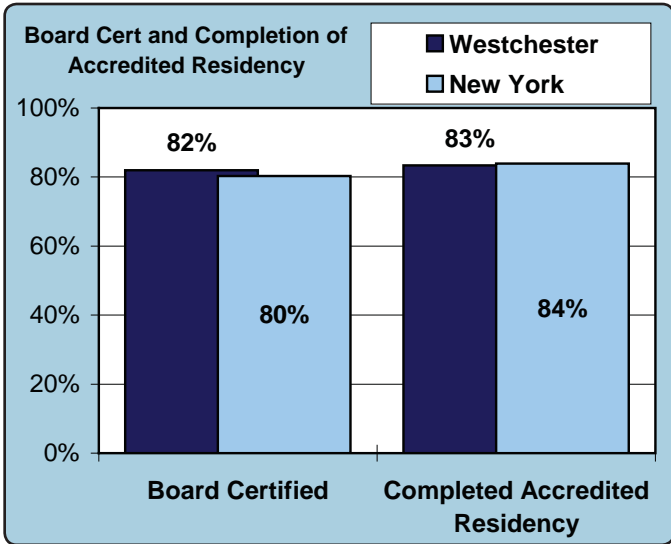 Board Cert and Completion of
Accredited Residency
Westchester
New York
100%
80%
60%
40%
20%
0%
82%
80%
83%
84%
Board Certified
Completed Accredited
Residency